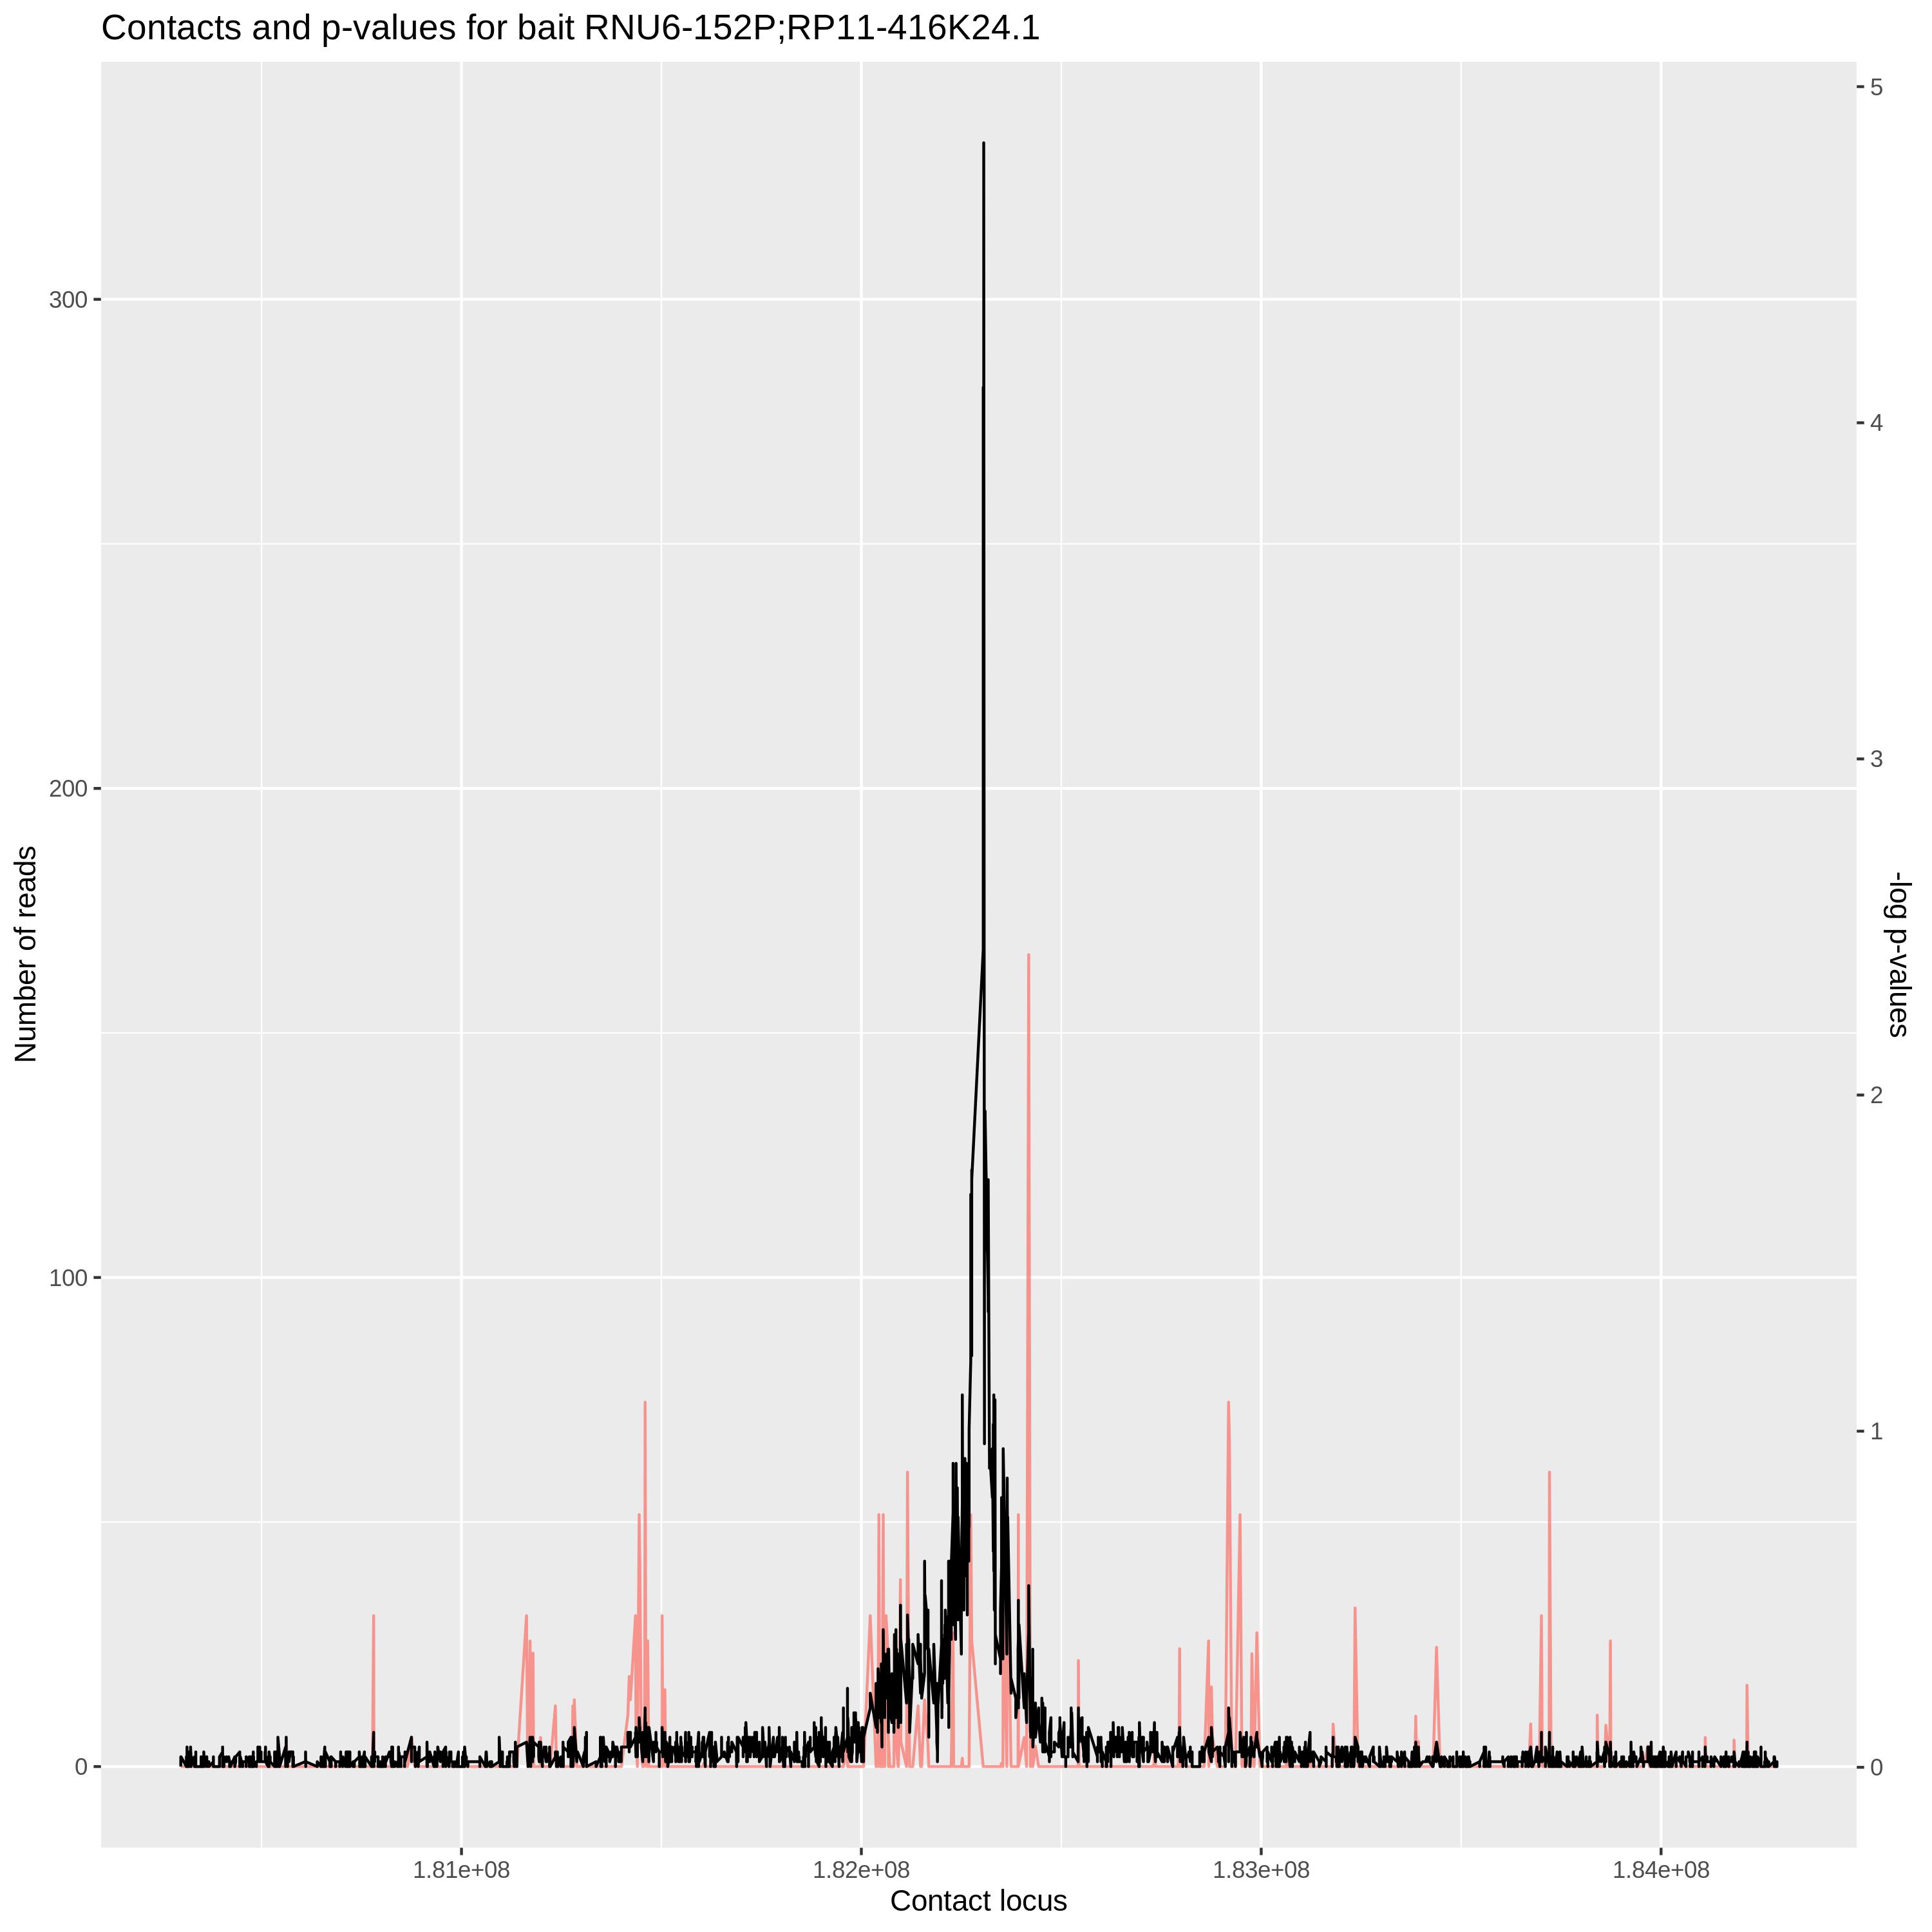 Contacts and p-values for bait RNU6-152P;RP11-416K24.1
Number of reads
300
200
100
0
5
4
3
2
1
0
-log p-values
1.81e+08
1.82e+08
1.83e+08
1.84e+08
Contact locus